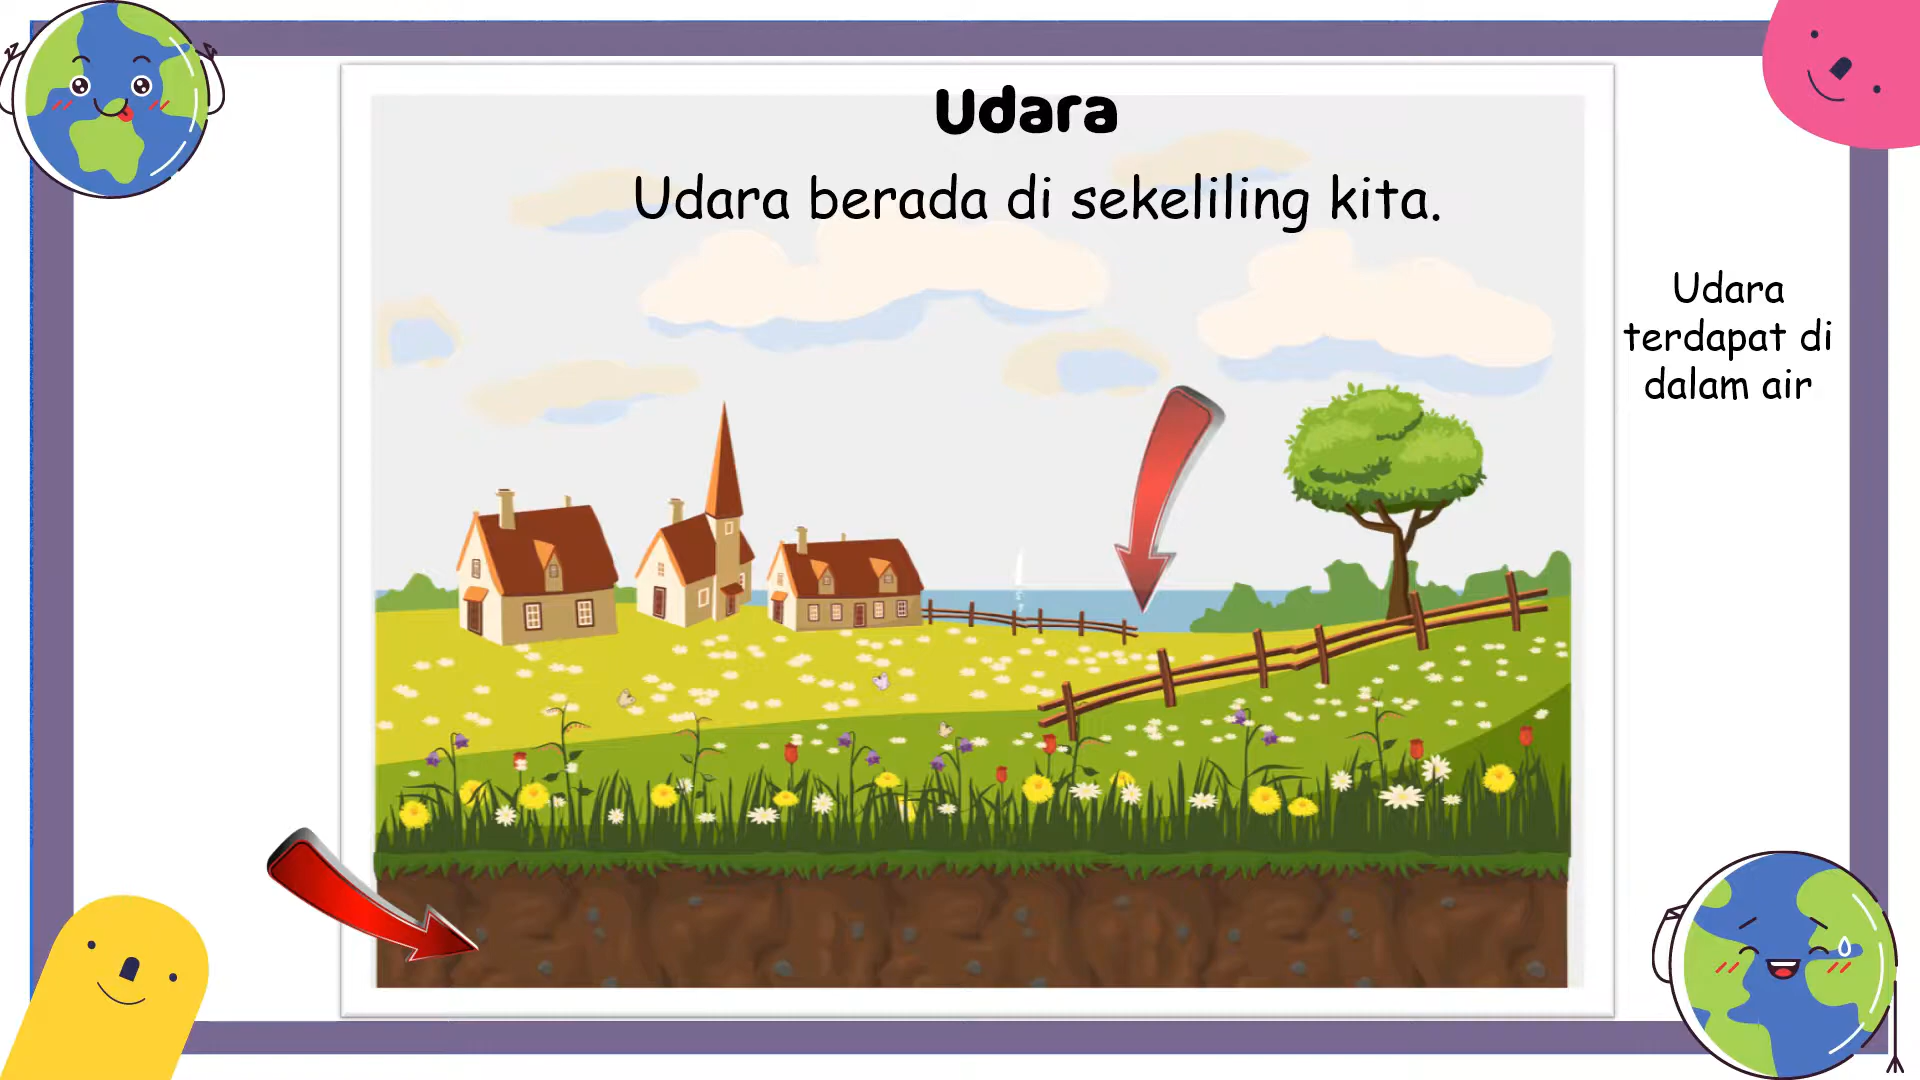 Udara
Udara berada di sekeliling kita.
Udara
terdapat di
dalam air